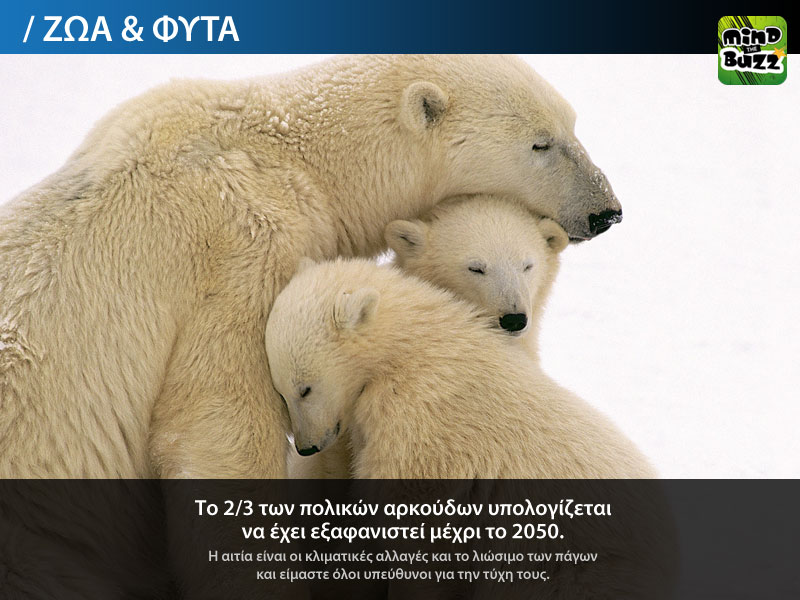 / ΖΩΑ & ΦΥΤΑ
MIND
THE
BUZZ
Το 2/3 των πολικών αρκούδων υπολογίζεται
να έχει εξαφανιστεί μέχρι το 2050.
Η αιτία είναι οι κλιματικές αλλαγές και το λιώσιμο των πάγων
και είμαστε όλοι υπεύθυνοι για την τύχη τους.